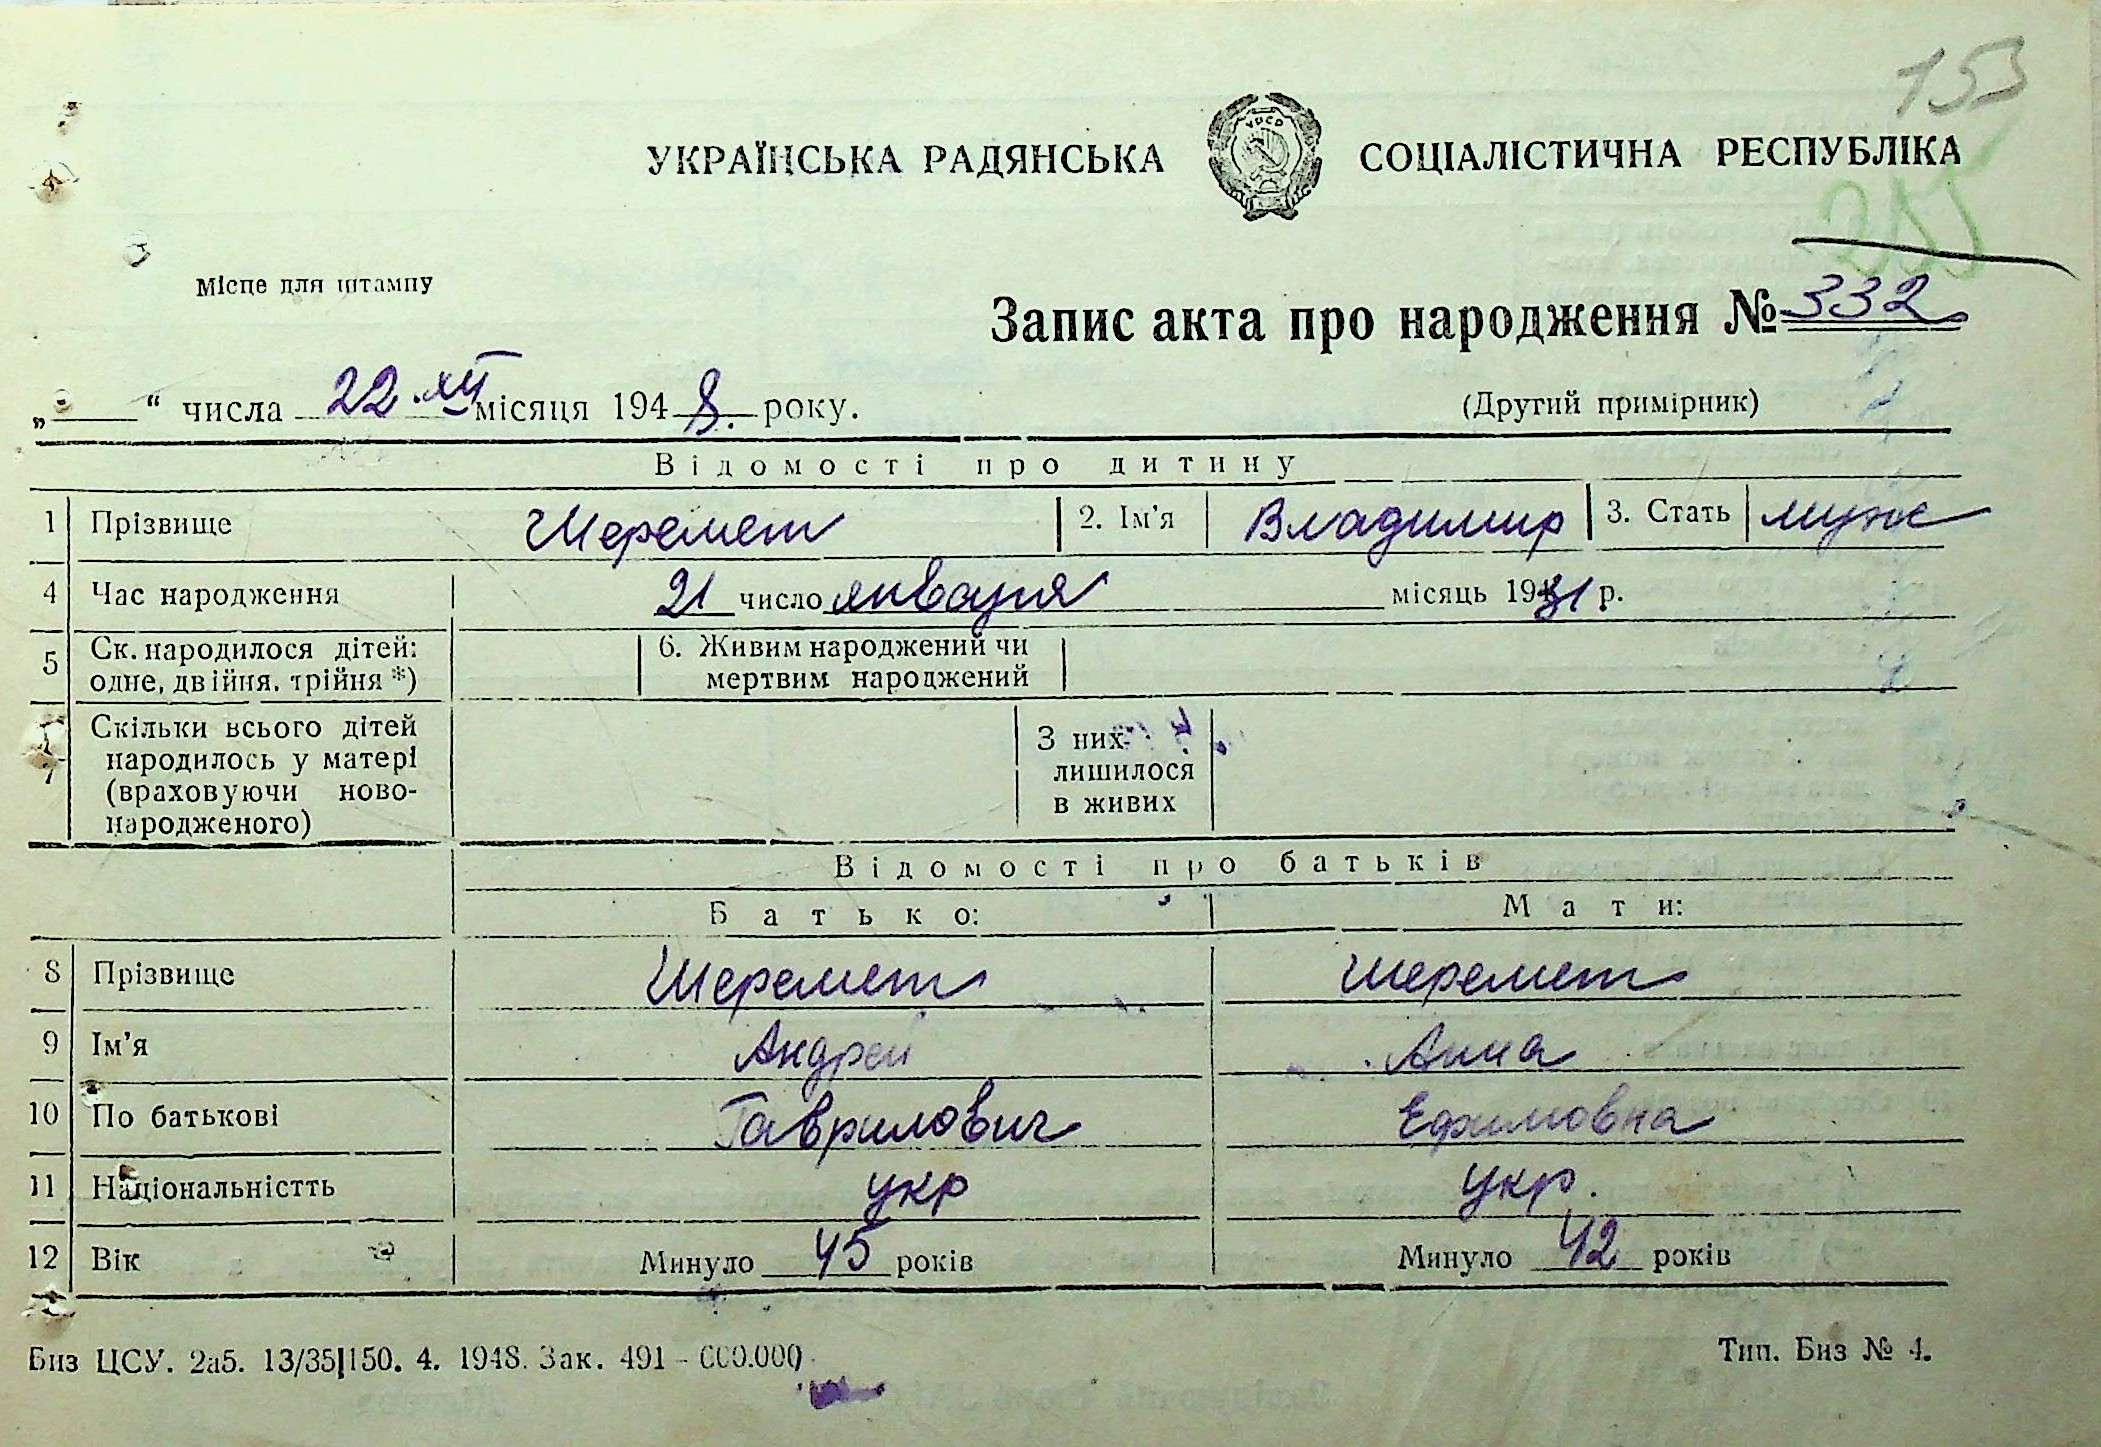 153
УКРАЇНСЬКА РАДЯНСЬКА СОЦІАЛІСТИЧНА РЕСПУБЛІКА
УРСР
255
Місце для штампу
Запис акта про народження № 332
„ “ числа 22. XII місяця 1948. року.
(Другий примірник)
Відомості про дитину
1 Прізвище Шеремет 2. Ім'я Владимир 3. Стать муж
4 Час народження 21 число января місяць 1931 р.
5 Ск. народилося дітей: одне, двійня, трійня *) 6. Живим народжений чи мертвим народжений
7 Скільки всього дітей народилось у матері (враховуючи ново-народженого) З них лишилося в живих
Відомості про батьків
Батько: Мати:
8 Прізвище Шеремет Шеремет
9 Ім'я Андрей Анна
10 По батькові Гаврилович Ефимовна
11 Національністть укр укр.
12 Вік Минуло 45 років Минуло 42 років
Биз ЦСУ. 2аб. 13/35|150. 4. 1948. Зак. 491 - 600.000
Тип. Биз № 4.